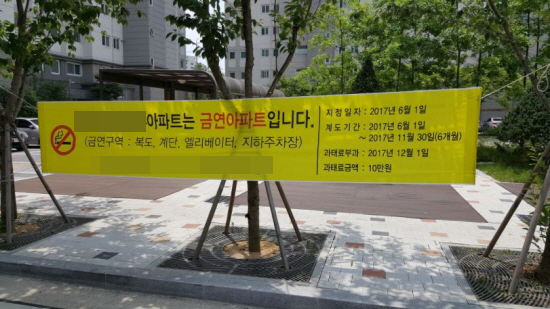 아파트는 금연아파트입니다.
(금연구역 : 복도, 계단, 엘리베이터, 지하주차장)
지정일자 : 2017년 6월 1일
계도기간 : 2017년 6월 1일
~ 2017년 11월 30일(6개월)
과태료부과 : 2017년 12월 1일
과태료금액 : 10만원